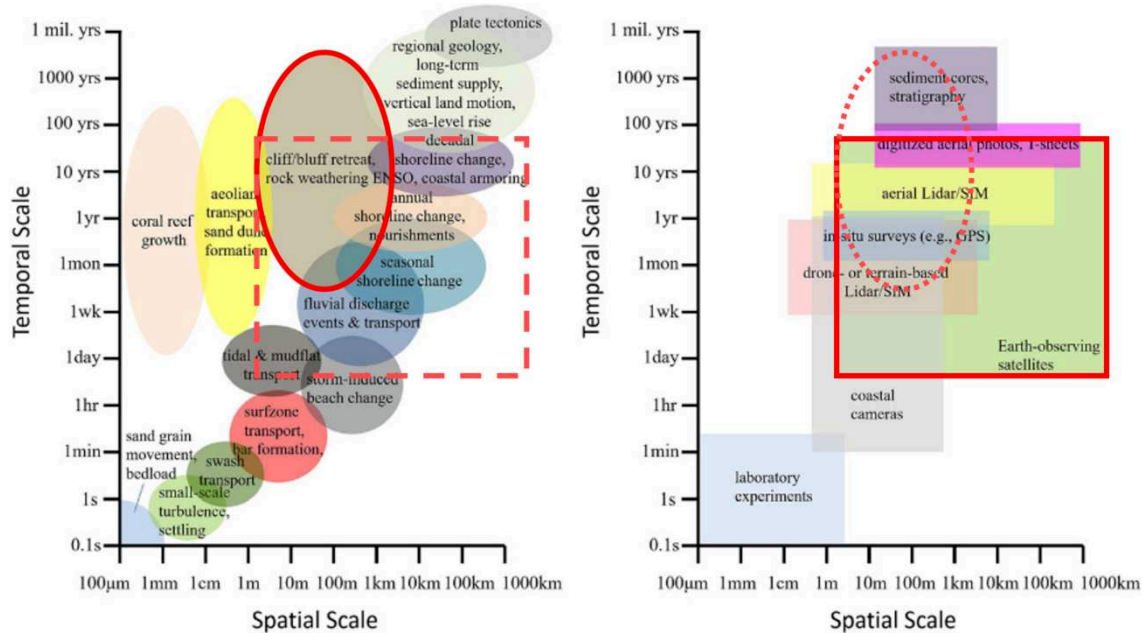 1 mil. yrs
1000 yrs
100 yrs
10 yrs
1yr
1mon
1wk
1day
1hr
1min
1s
0.1s
Temporal Scale
plate tectonics
regional geology,
long-term
sediment supply,
vertical land motion,
sea-level rise
decadal
shoreline change,
cliff/bluff retreat,
rock weathering
ENSO, coastal armoring
annual
shoreline change,
nourishments
coral reef
growth
aeolian
transport
sand dune
formation
seasonal
shoreline change
fluvial discharge
events & transport
tidal & mudflat
transport
storm-induced
beach change
surfzone
transport,
bar formation,
sand grain
movement,
bedload
swash
transport
small-scale
turbulence,
settling
100µm 1mm 1cm 1m 10m 100m 1km 10km 100km 1000km
Spatial Scale
1 mil. yrs
1000 yrs
100 yrs
10 yrs
1yr
1mon
1wk
1day
1hr
1min
1s
0.1s
Temporal Scale
sediment cores,
stratigraphy
digitized aerial photos, T-sheets
aerial Lidar/SfM
in situ surveys (e.g., GPS)
drone- or terrain-based
Lidar/SfM
Earth-observing
satellites
coastal
cameras
laboratory
experiments
100µm 1mm 1cm 1m 10m 100m 1km 10km 100km 1000km
Spatial Scale